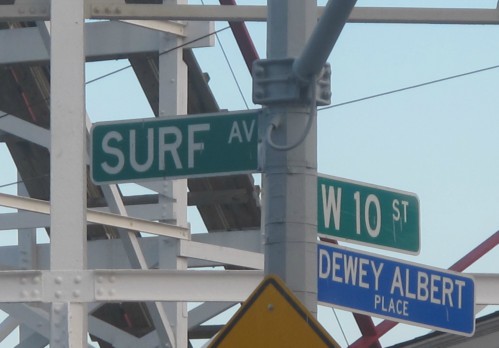 SURF AV
W 10 ST
DEWEY ALBERT
PLACE